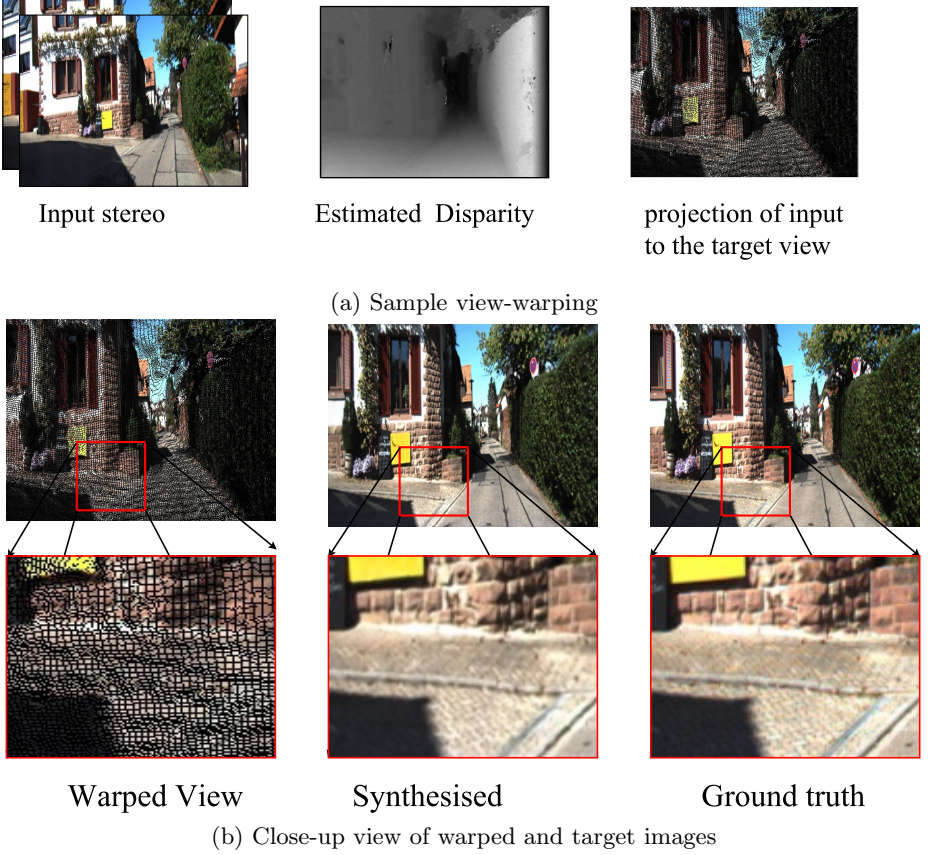 Input stereo
Estimated Disparity
projection of input
to the target view
(a) Sample view-warping
Warped View
Synthesised
Ground truth
(b) Close-up view of warped and target images